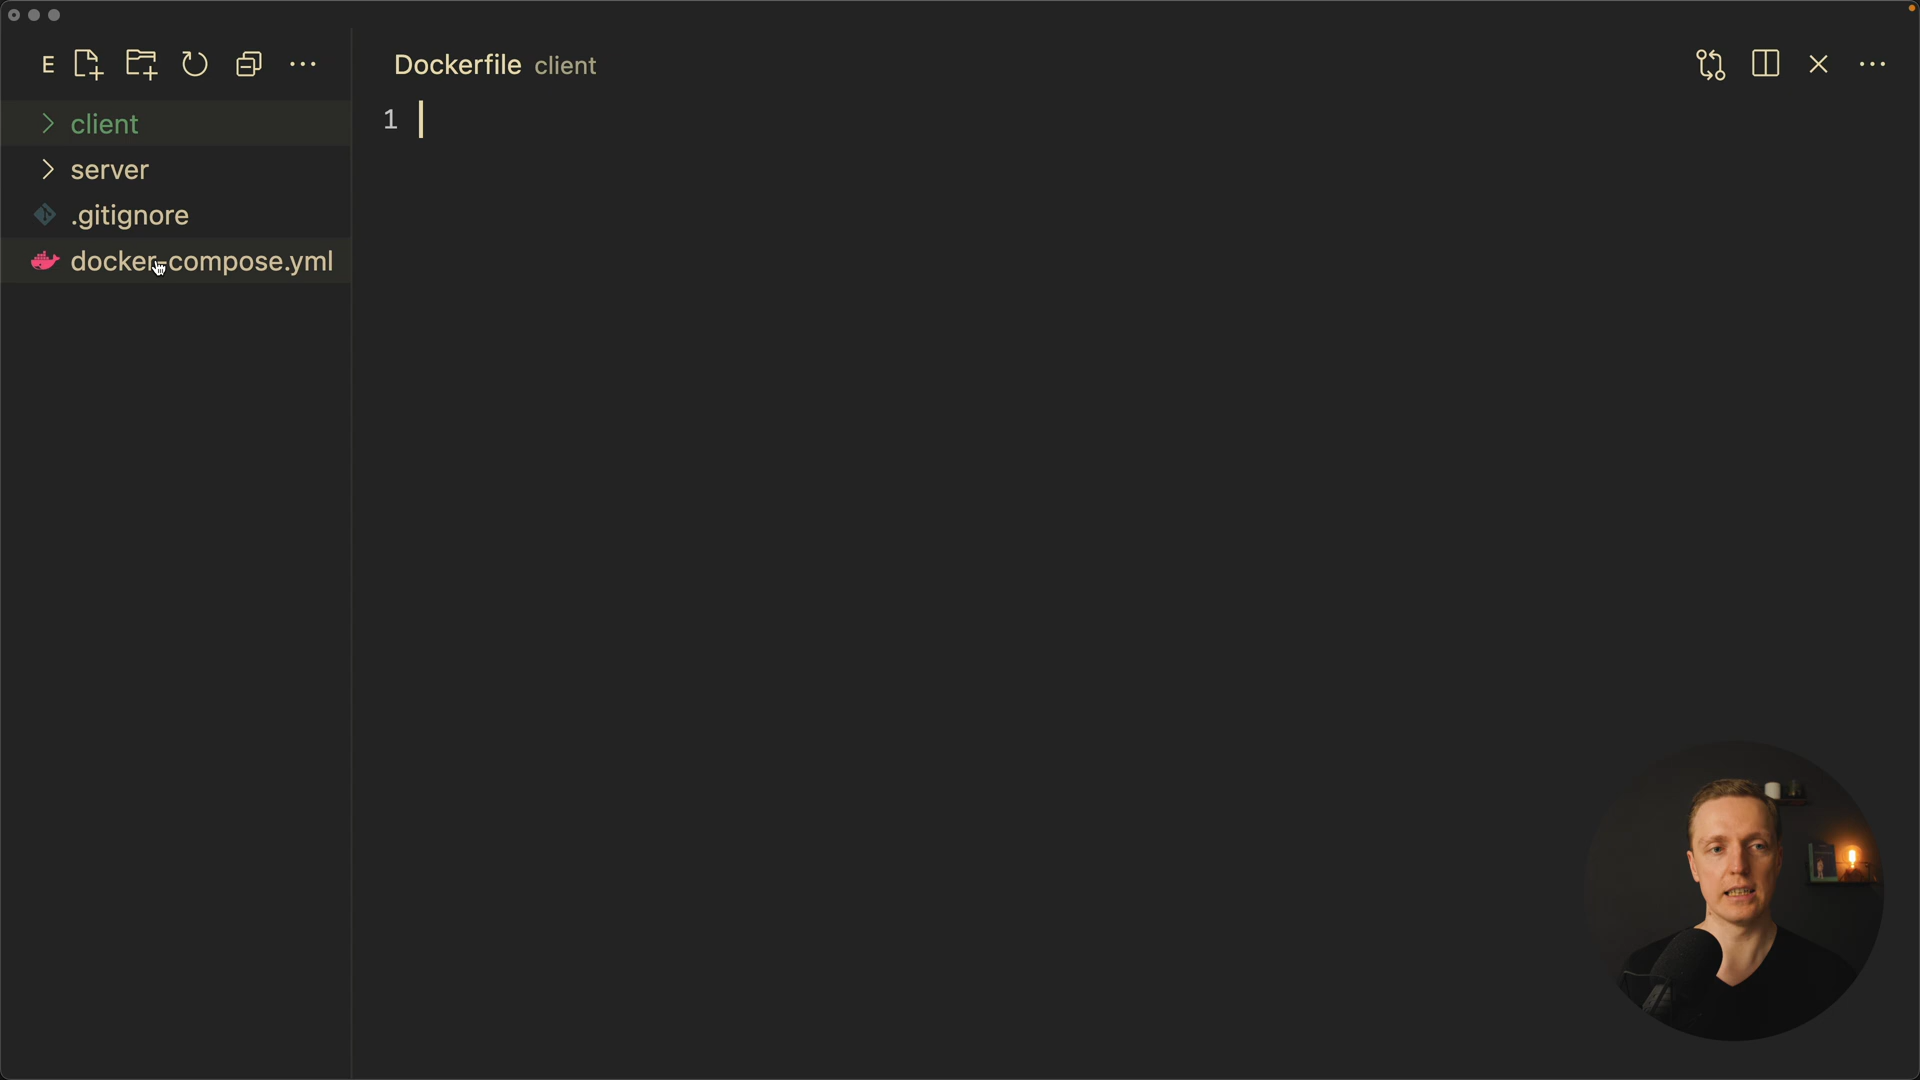 E
Dockerfile client
client
server
.gitignore
docker-compose.yml
1